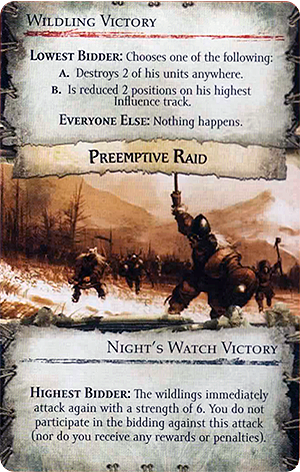 Wildling Victory
Lowest Bidder: Chooses one of the following:
A. Destroys 2 of his units anywhere.
B. Is reduced 2 positions on his highest
Influence track.
Everyone Else: Nothing happens.
Preemptive Raid
Night's Watch Victory
Highest Bidder: The wildlings immediately
attack again with a strength of 6. You do not
participate in the bidding against this attack
(nor do you receive any rewards or penalties).